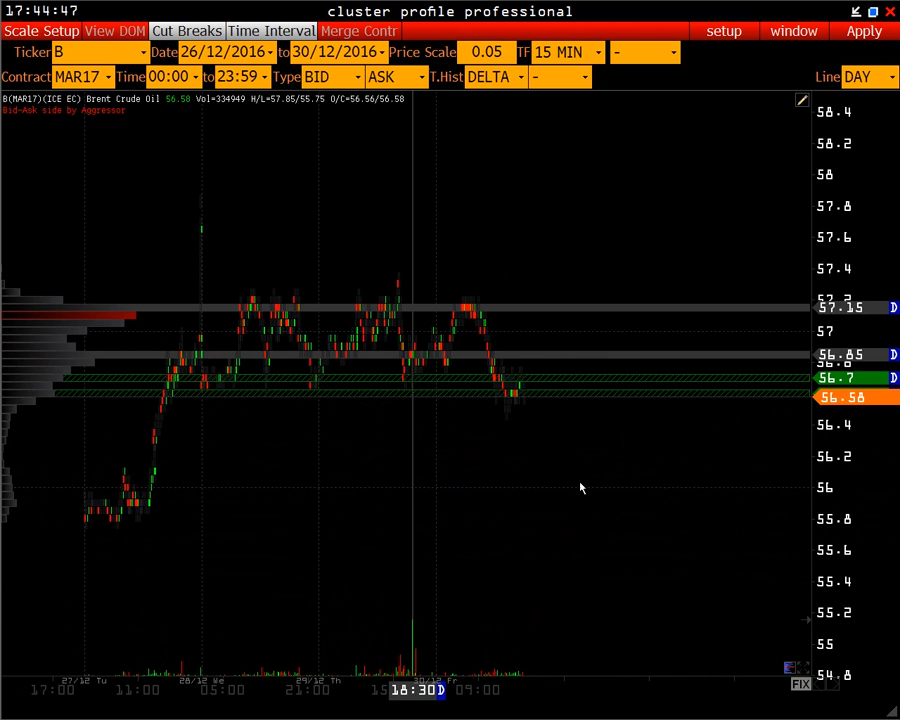 17:44:47 cluster profile professional
Scale Setup View DOM Cut Breaks Time Interval Merge Contr setup window Apply
Ticker B Date 26/12/2016 to 30/12/2016 Price Scale 0.05 TF 15 MIN -
Contract MAR17 Time 00:00 to 23:59 Type BID ASK T.Hist DELTA - Line DAY
B(MAR17)(ICE EC) Brent Crude Oil 56.58 Vol=334949 H/L=57.85/55.75 O/C=56.56/56.58
Bid-Ask side by Aggressor
58.4
58.2
58
57.8
57.6
57.4
57.2
57.15 D
57
56.85 D
56.8
56.7 D
56.58
56.4
56.2
56
55.8
55.6
55.4
55.2
55
54.8
27/12 Tu 28/12 We 29/12 Th 30/12 Fr
FIX
17:00 11:00 05:00 21:00 15 18:30 D 09:00